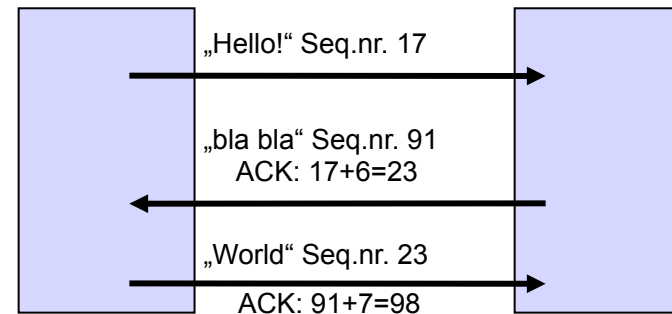 „Hello!“ Seq.nr. 17
„bla bla“ Seq.nr. 91
ACK: 17+6=23
„World“ Seq.nr. 23
ACK: 91+7=98